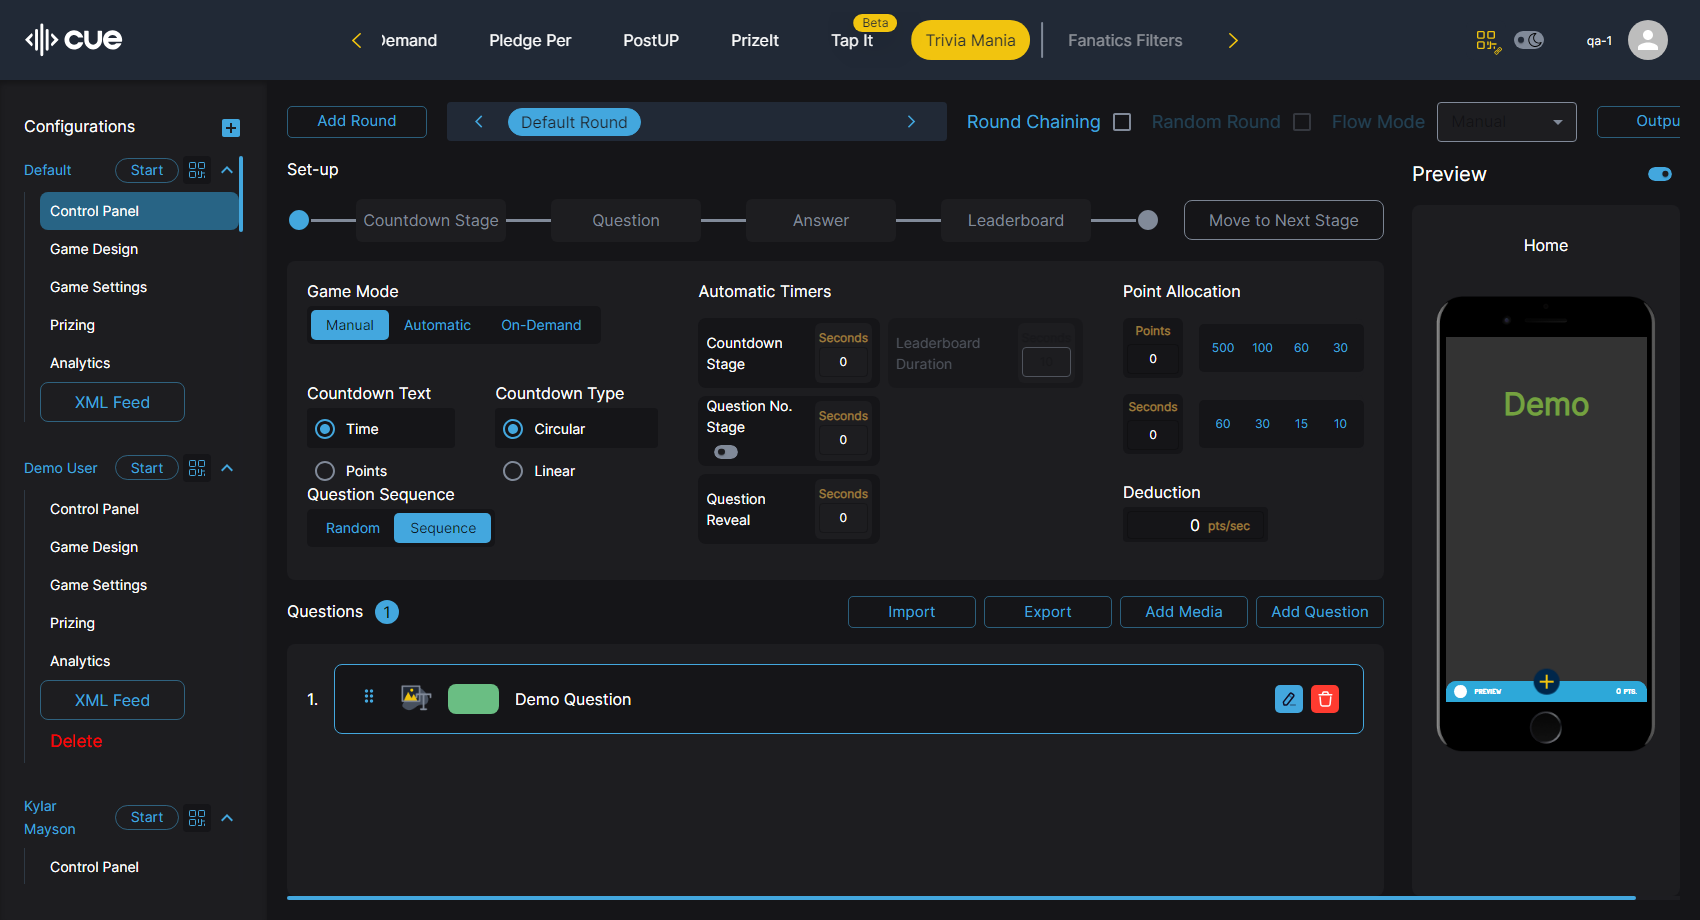 cue
Demand
Pledge Per
PostUP
PrizeIt
Beta
Tap It
Trivia Mania
Fanatics Filters
qa-1
Configurations
Default
Start
Control Panel
Game Design
Game Settings
Prizing
Analytics
XML Feed
Demo User
Start
Control Panel
Game Design
Game Settings
Prizing
Analytics
XML Feed
Delete
Kylar
Mayson
Start
Control Panel
Add Round
Default Round
Round Chaining
Random Round
Flow Mode
Manual
Outpu
Set-up
Countdown Stage
Question
Answer
Leaderboard
Move to Next Stage
Game Mode
Manual
Automatic
On-Demand
Countdown Text
Time
Points
Countdown Type
Circular
Linear
Question Sequence
Random
Sequence
Automatic Timers
Countdown
Stage
Seconds
0
Leaderboard
Duration
Question No.
Stage
Seconds
0
Question
Reveal
Seconds
0
Point Allocation
Points
0
500 100 60 30
Seconds
0
60 30 15 10
Deduction
0 pts/sec
Questions 1
Import
Export
Add Media
Add Question
1.
Demo Question
Preview
Home
Demo
PREVIEW
0 PTS.